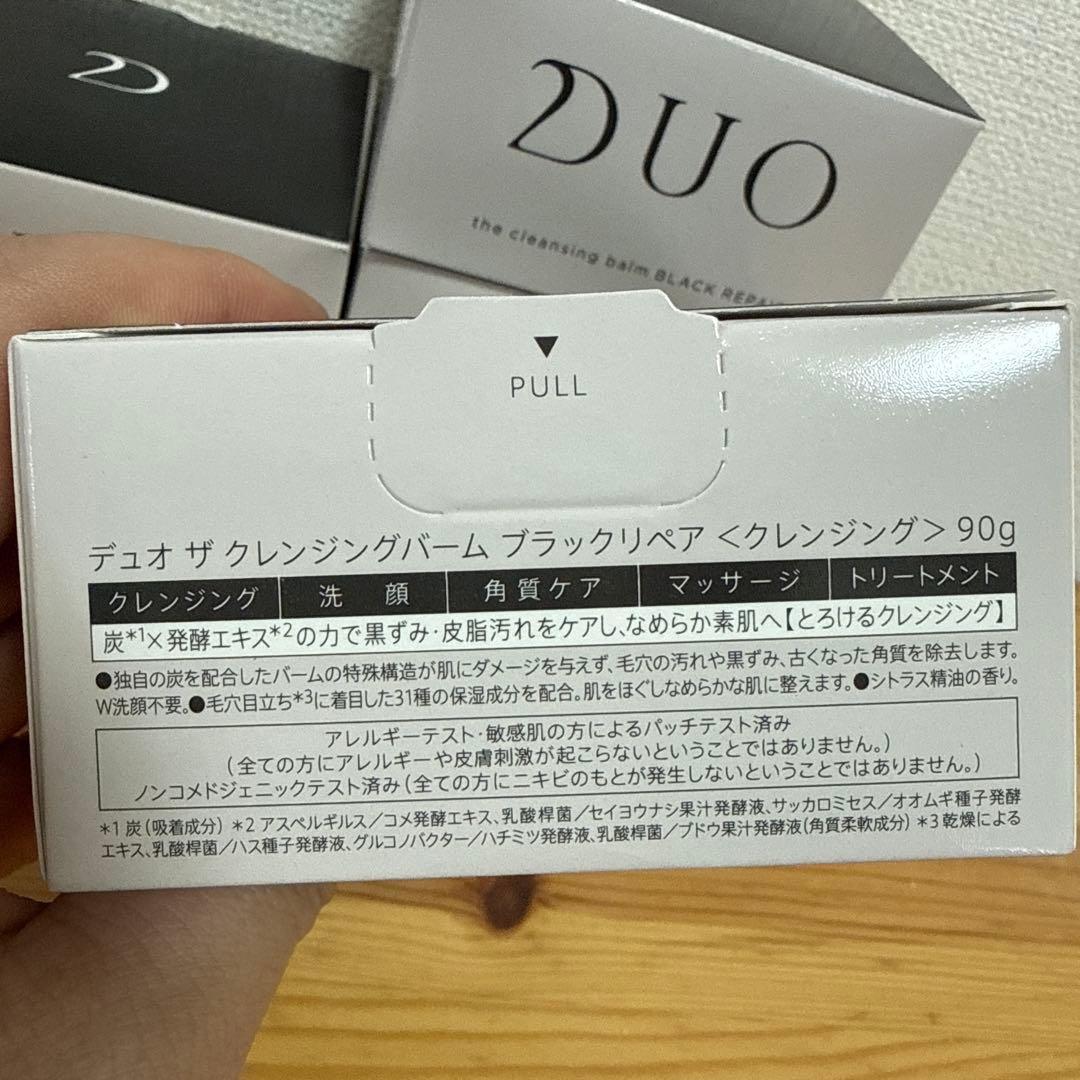 DUO
the cleansing balm BLACK REPAIR
PULL
デュオ ザ クレンジングバーム ブラックリペア <クレンジング> 90g
クレンジング 洗顔 角質ケア マッサージ トリートメント
炭*1×発酵エキス*2の力で黒ずみ・皮脂汚れをケアし、なめらか素肌へ【とろけるクレンジング】
●独自の炭を配合したバームの特殊構造が肌にダメージを与えず、毛穴の汚れや黒ずみ、古くなった角質を除去します。
W洗顔不要。●毛穴目立ち*3に着目した31種の保湿成分を配合。肌をほぐしなめらかな肌に整えます。●シトラス精油の香り。
アレルギーテスト・敏感肌の方によるパッチテスト済み
(全ての方にアレルギーや皮膚刺激が起こらないということではありません。)
ノンコメドジェニックテスト済み(全ての方にニキビのもとが発生しないということではありません。)
*1 炭(吸着成分) *2 アスペルギルス/コメ発酵エキス、乳酸桿菌/セイヨウナシ果汁発酵液、サッカロミセス/オオムギ種子発酵
エキス、乳酸桿菌/ハス種子発酵液、グルコノバクター/ハチミツ発酵液、乳酸桿菌/ブドウ果汁発酵液(角質柔軟成分) *3 乾燥による